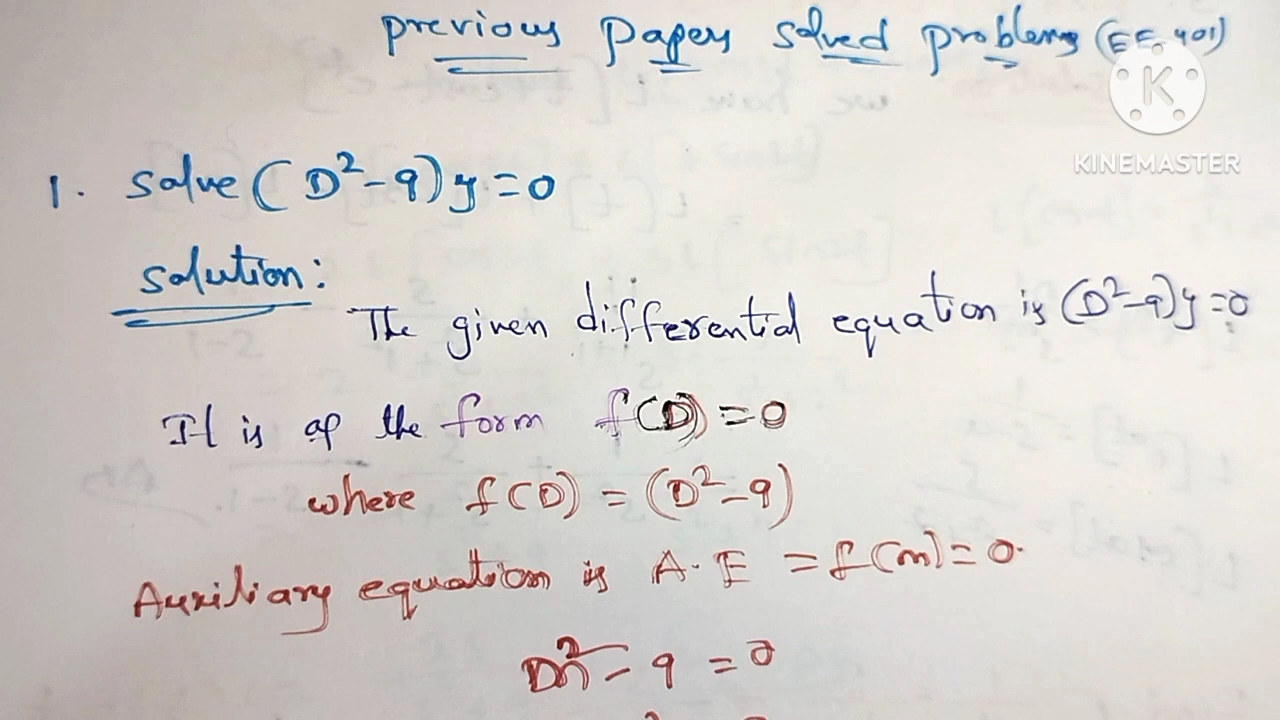 previous papers solved problems (EE 401)
K
KINEMASTER
1. solve (D²-9)y=0
solution:
The given differential equation is (D²-9)y=0
It is of the form f(D)=0
where f(D) = (D²-9)
Auxiliary equation is A.E = f(m)=0.
m² - 9 = 0